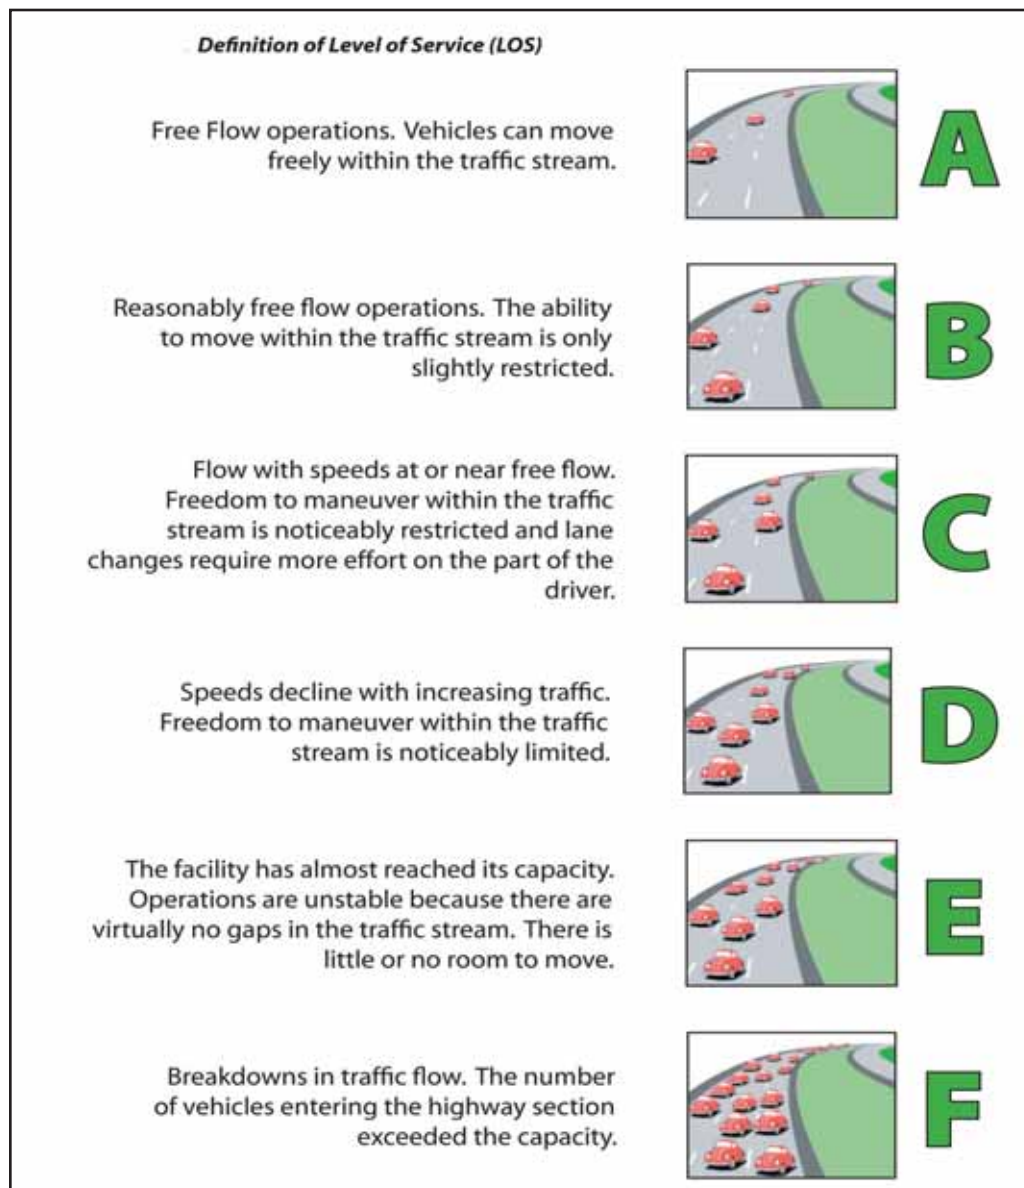 Definition of Level of Service (LOS)
Free Flow operations. Vehicles can move
freely within the traffic stream.
A
Reasonably free flow operations. The ability
to move within the traffic stream is only
slightly restricted.
B
Flow with speeds at or near free flow.
Freedom to maneuver within the traffic
stream is noticeably restricted and lane
changes require more effort on the part of the
driver.
C
Speeds decline with increasing traffic.
Freedom to maneuver within the traffic
stream is noticeably limited.
D
The facility has almost reached its capacity.
Operations are unstable because there are
virtually no gaps in the traffic stream. There is
little or no room to move.
E
Breakdowns in traffic flow. The number
of vehicles entering the highway section
exceeded the capacity.
F